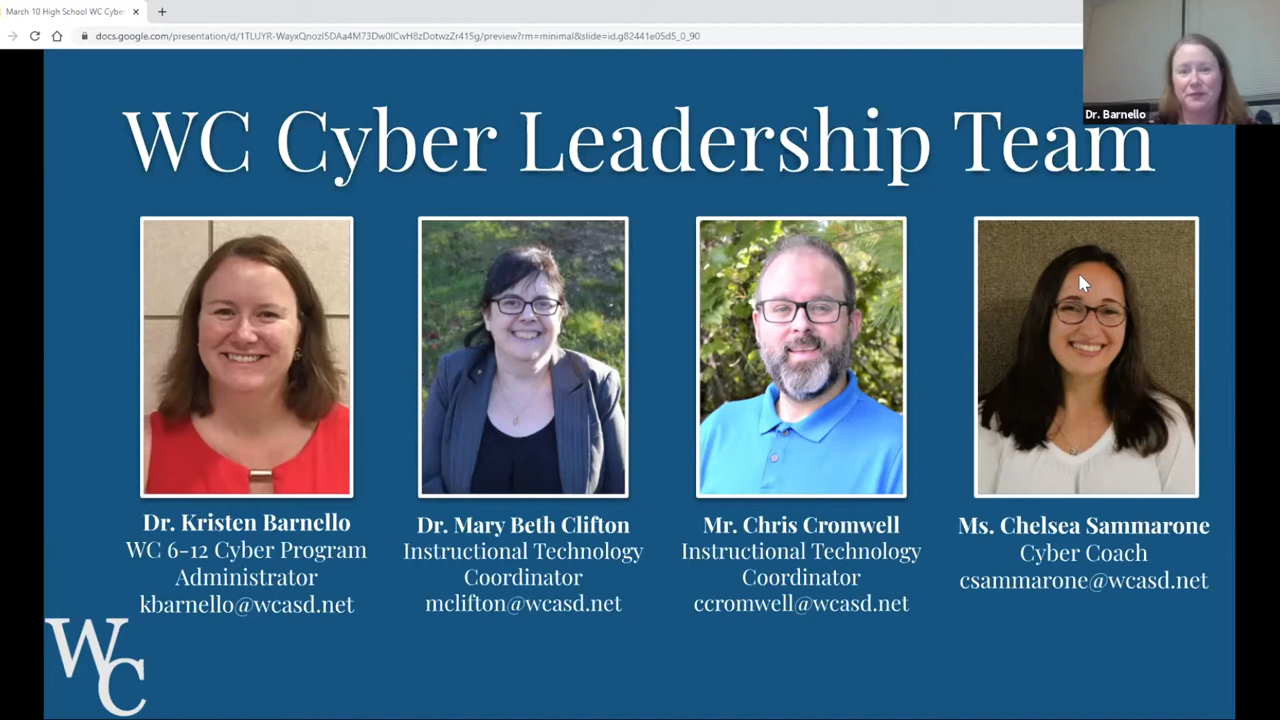 March 10 High School WC Cybe
docs.google.com/presentation/d/1TLUYR-WayxQnozI5DAa4M73Dw0lCwH8zDotwzZr415g/preview?rm=minimal&slide=id.g82441e05d5_0_90
Dr. Barnello
WC Cyber Leadership Team
Dr. Kristen Barnello
WC 6-12 Cyber Program
Administrator
kbarnello@wcasd.net
Dr. Mary Beth Clifton
Instructional Technology
Coordinator
mclifton@wcasd.net
Mr. Chris Cromwell
Instructional Technology
Coordinator
ccromwell@wcasd.net
Ms. Chelsea Sammarone
Cyber Coach
csammarone@wcasd.net
WC